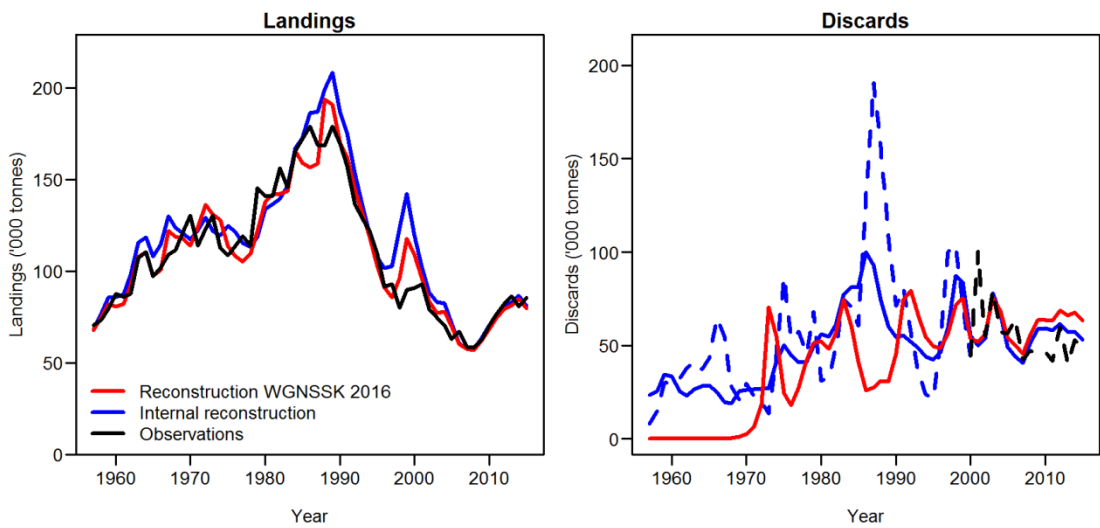 Landings
Landings ('000 tonnes)
200
150
100
50
0
1960 1970 1980 1990 2000 2010
Year
Reconstruction WGNSSK 2016
Internal reconstruction
Observations
Discards
Discards ('000 tonnes)
200
150
100
50
0
1960 1970 1980 1990 2000 2010
Year